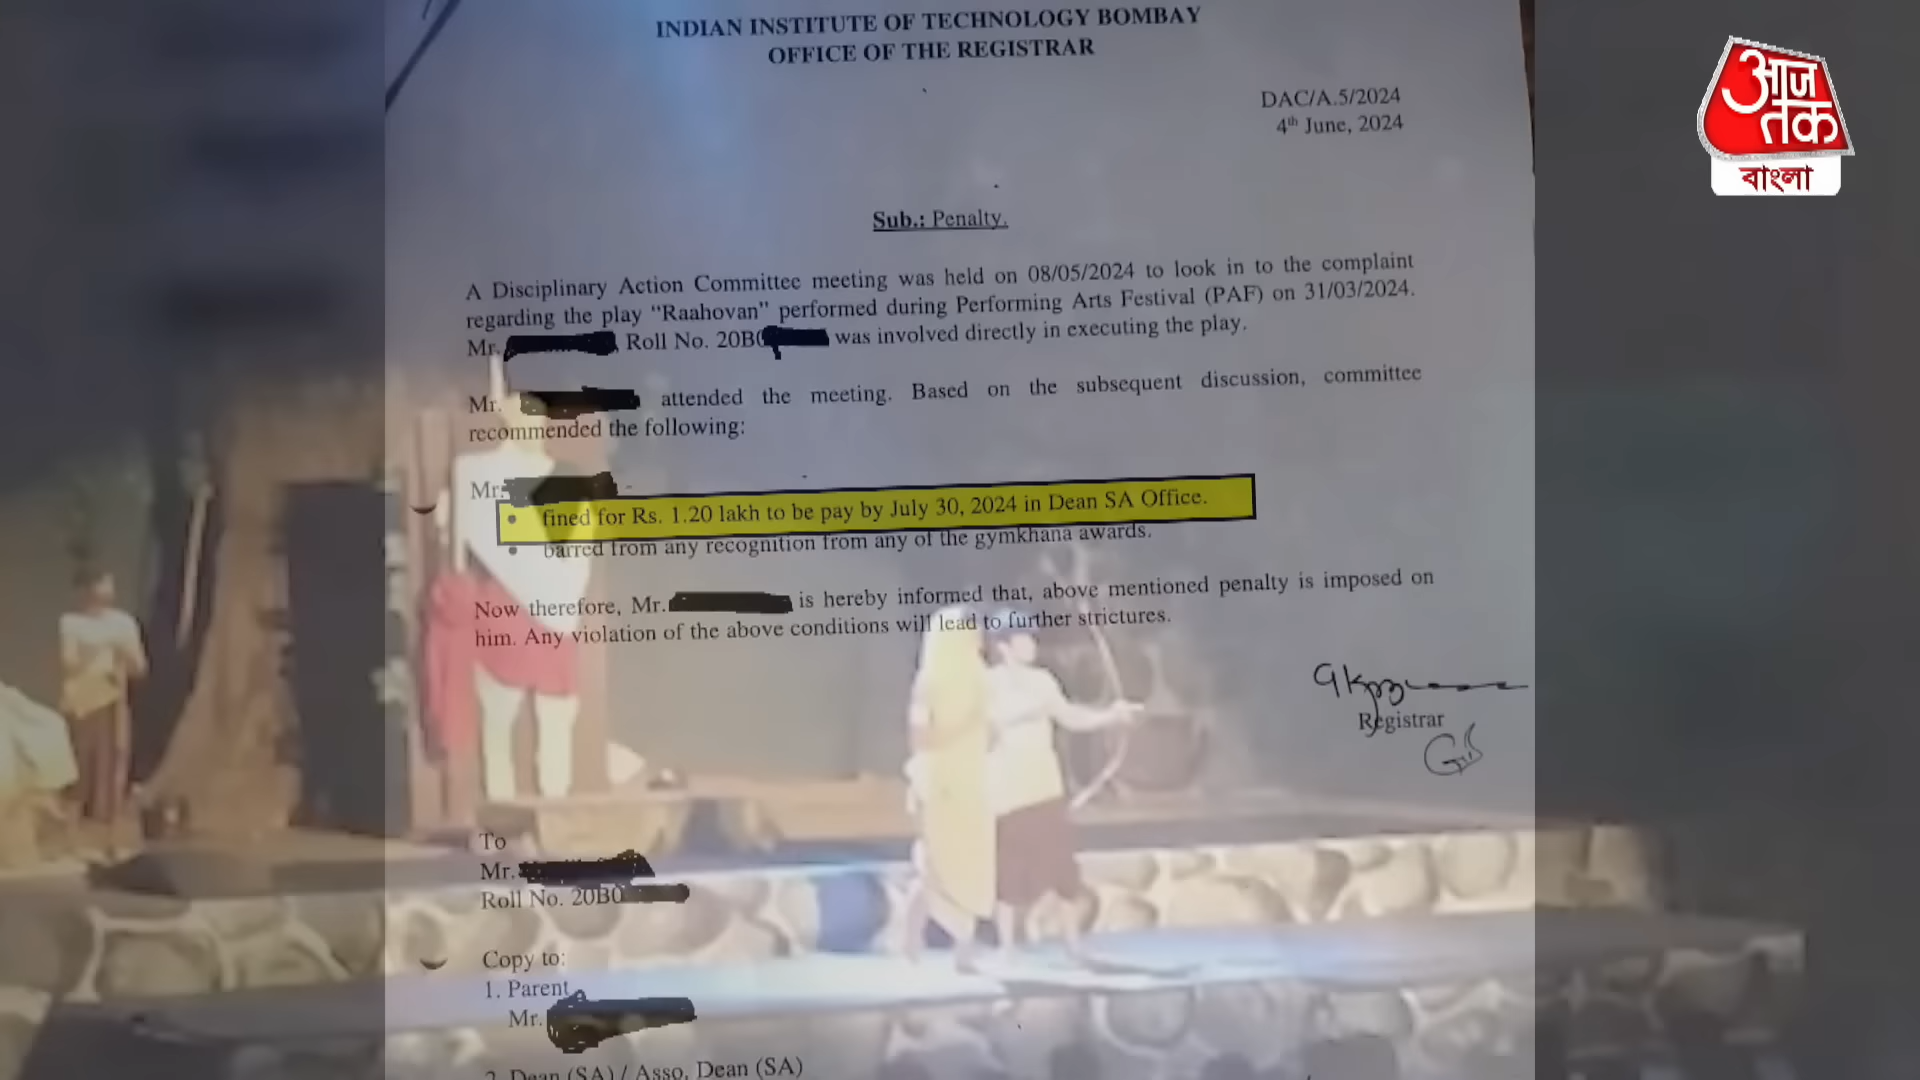 INDIAN INSTITUTE OF TECHNOLOGY BOMBAY
OFFICE OF THE REGISTRAR
DAC/A.5/2024
4th June, 2024
Sub.: Penalty.
A Disciplinary Action Committee meeting was held on 08/05/2024 to look in to the complaint
regarding the play “Raahovan” performed during Performing Arts Festival (PAF) on 31/03/2024.
Mr. Roll No. 20B0 was involved directly in executing the play.
Mr. attended the meeting. Based on the subsequent discussion, committee
recommended the following:
Mr.
• fined for Rs. 1.20 lakh to be pay by July 30, 2024 in Dean SA Office.
• barred from any recognition from any of the gymkhana awards.
Now therefore, Mr. is hereby informed that, above mentioned penalty is imposed on
him. Any violation of the above conditions will lead to further strictures.
Registrar
To
Mr.
Roll No. 20B0
Copy to:
1. Parent
Mr.
2. Dean (SA) / Asso. Dean (SA)
आज
तक
বাংলা